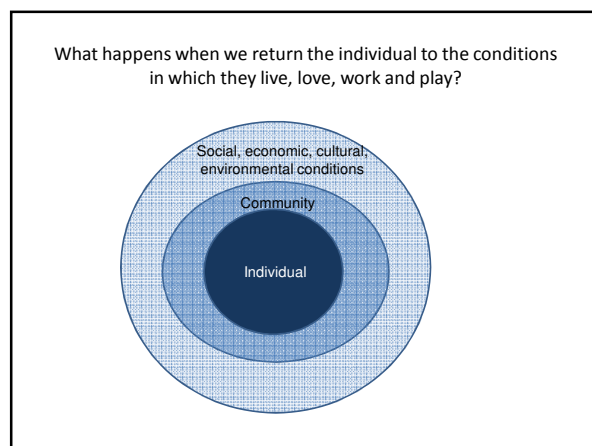 What happens when we return the individual to the conditions
in which they live, love, work and play?
Social, economic, cultural,
environmental conditions
Community
Individual